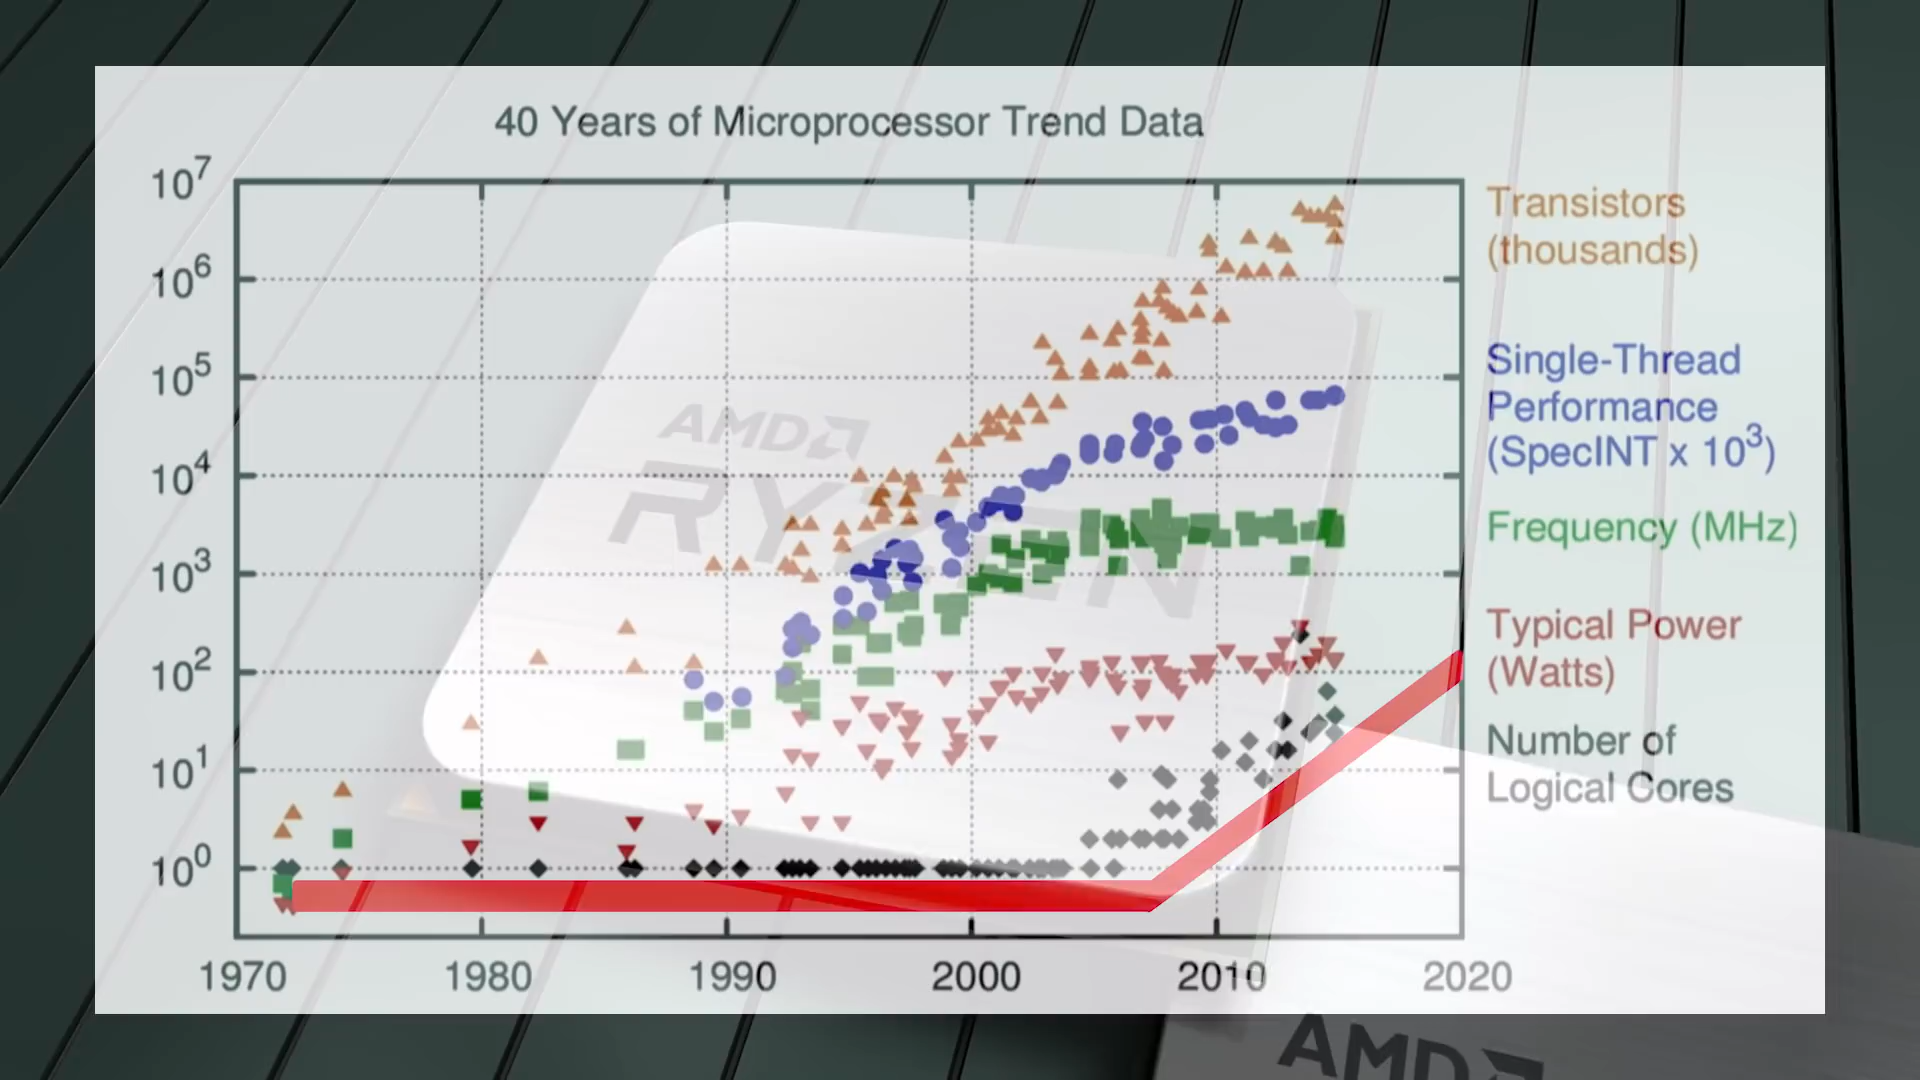 40 Years of Microprocessor Trend Data
10^7
10^6
10^5
10^4
10^3
10^2
10^1
10^0
1970 1980 1990 2000 2010 2020
Transistors
(thousands)
Single-Thread
Performance
(SpecINT x 10^3)
Frequency (MHz)
Typical Power
(Watts)
Number of
Logical Cores
AMD
RYZEN
AMD